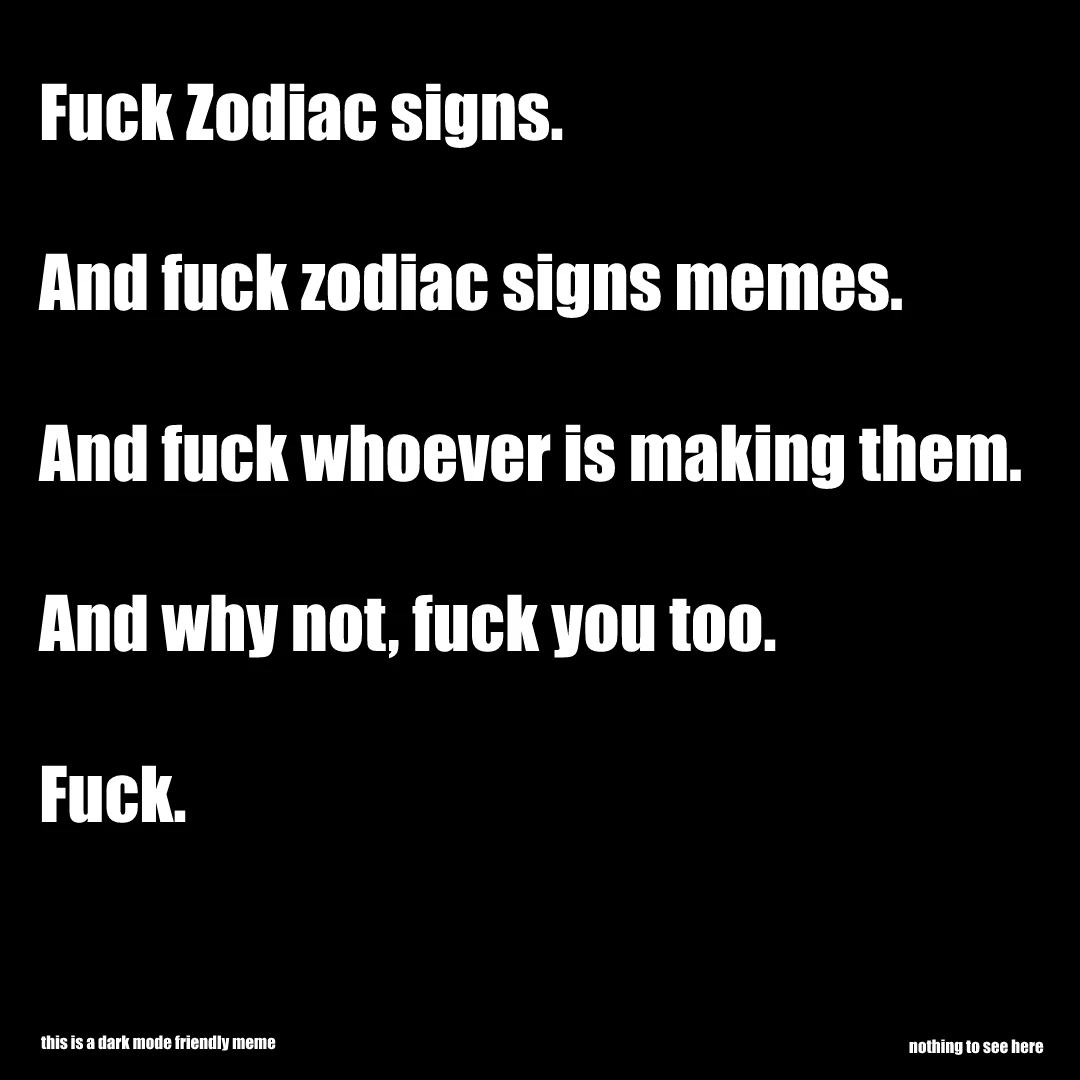 Fuck Zodiac signs.
And fuck zodiac signs memes.
And fuck whoever is making them.
And why not, fuck you too.
Fuck.
this is a dark mode friendly meme
nothing to see here